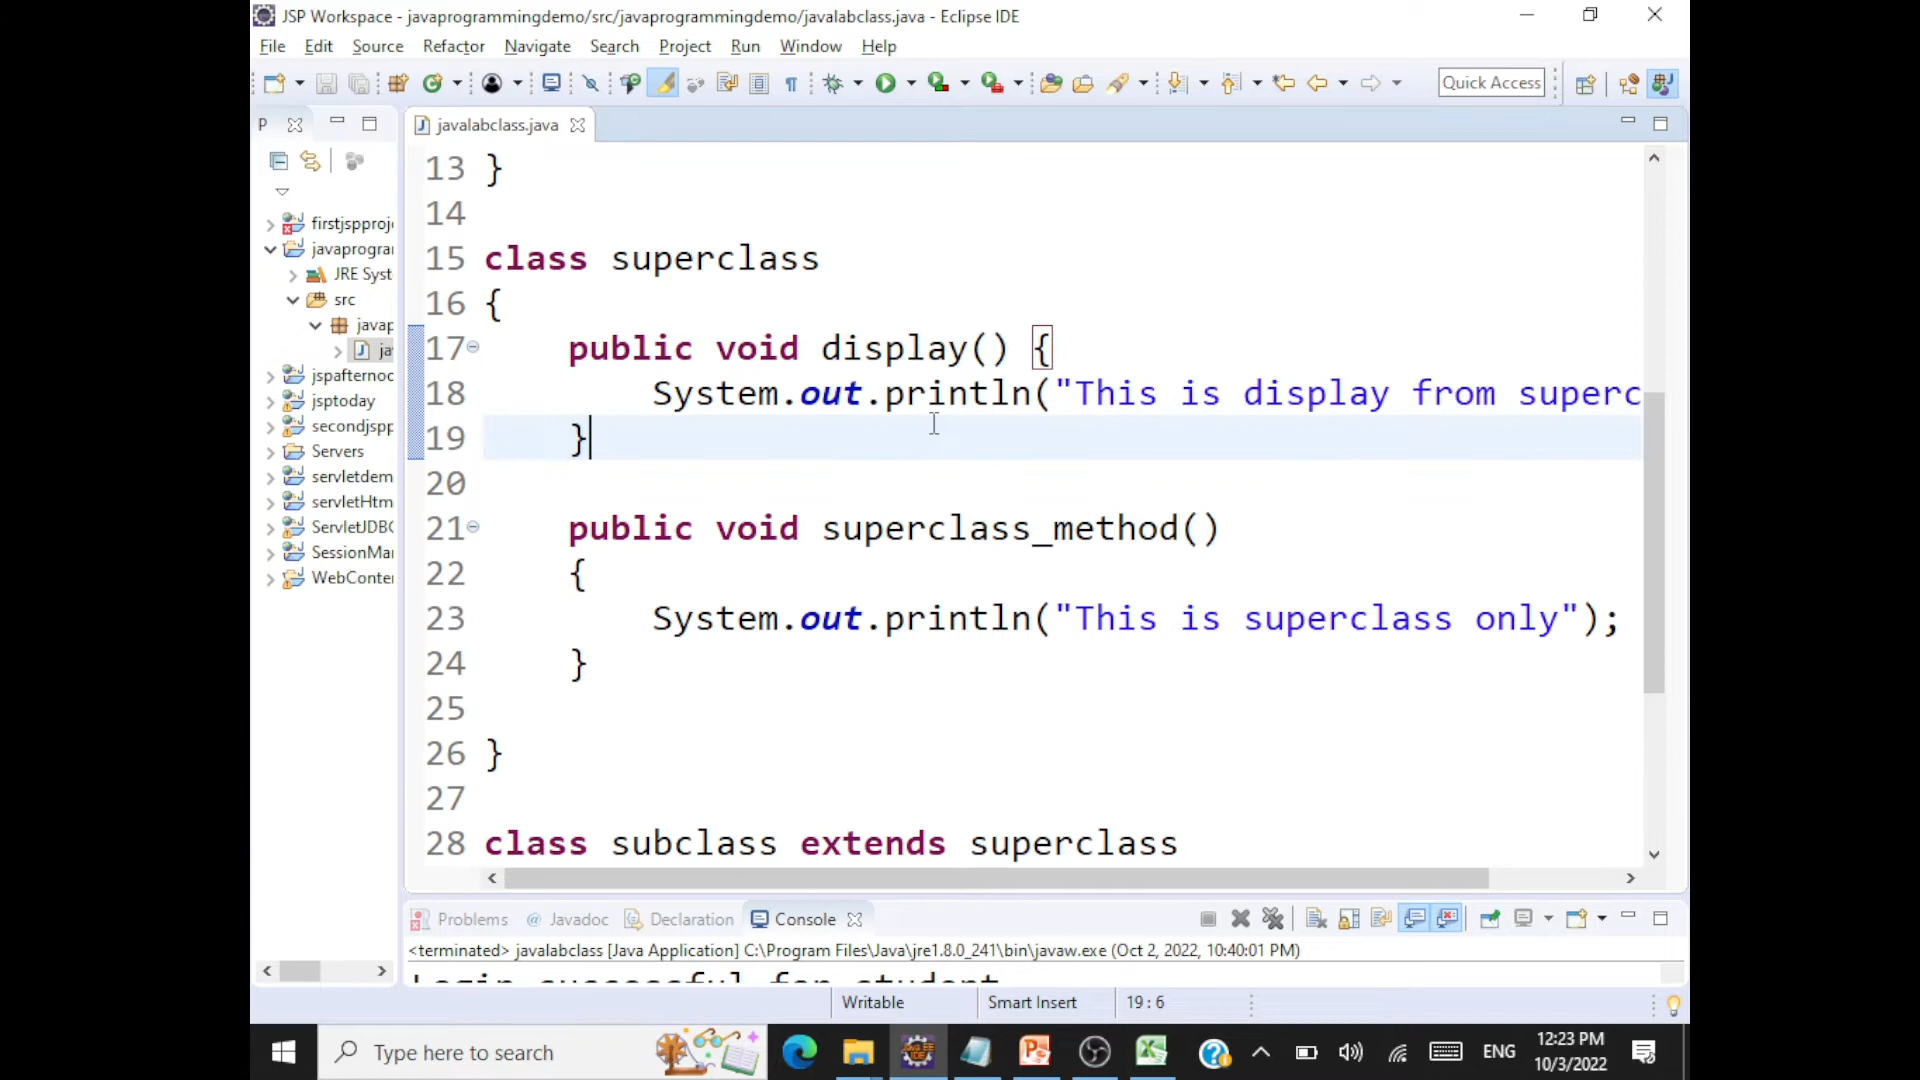 JSP Workspace - javaprogrammingdemo/src/javaprogrammingdemo/javalabclass.java - Eclipse IDE
File Edit Source Refactor Navigate Search Project Run Window Help
Quick Access
P
javalabclass.java
firstjspproj
javaprogra
JRE Syst
src
javap
ja
jspafternoc
jsptoday
secondjspp
Servers
servletdem
servletHtm
ServletJDBC
SessionMa
WebConte
13 }
14
15 class superclass
16 {
17 public void display() {
18 System.out.println("This is display from superc
19 }
20
21 public void superclass_method()
22 {
23 System.out.println("This is superclass only");
24 }
25
26 }
27
28 class subclass extends superclass
Problems @ Javadoc Declaration Console
<terminated> javalabclass [Java Application] C:\Program Files\Java\jre1.8.0_241\bin\javaw.exe (Oct 2, 2022, 10:40:01 PM)
Login successful for student
Writable Smart Insert 19 : 6
Type here to search
ENG
12:23 PM
10/3/2022